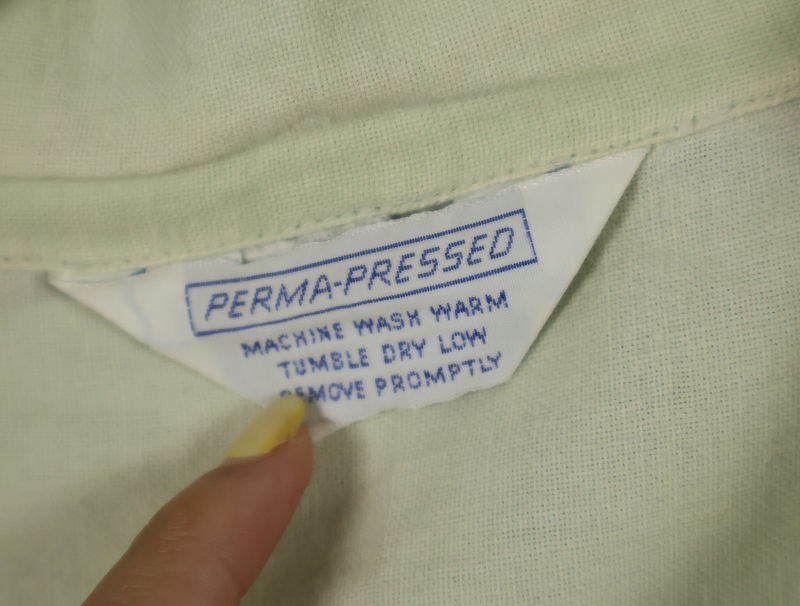 PERMA-PRESSED
MACHINE WASH WARM
TUMBLE DRY LOW
REMOVE PROMPTLY